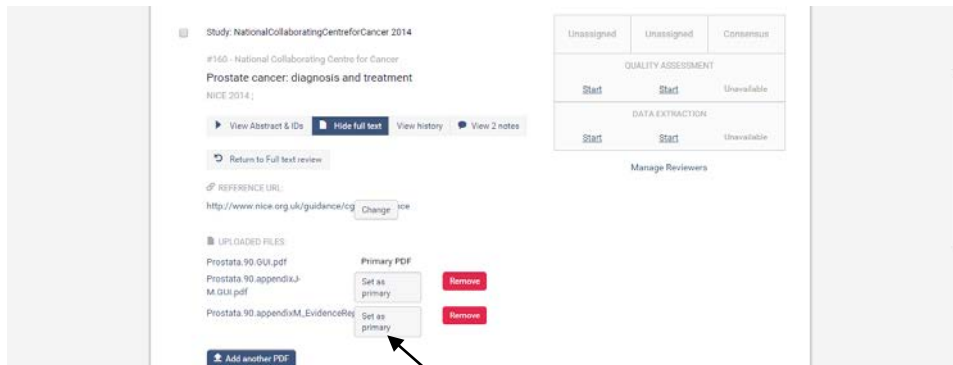 Study: NationalCollaboratingCentreforCancer 2014
#160 - National Collaborating Centre for Cancer
Prostate cancer: diagnosis and treatment
NICE 2014 ;
View Abstract & IDs Hide full text View history View 2 notes
Return to Full text review
REFERENCE URL:
http://www.nice.org.uk/guidance/cg
Change
UPLOADED FILES:
Prostata.90.GUI.pdf Primary PDF
Prostata.90.appendixJ-
M.GUI.pdf
Set as
primary
Remove
Prostata.90.appendixM_EvidenceRe
Set as
primary
Remove
Add another PDF
Unassigned Unassigned Consensus
QUALITY ASSESSMENT
Start Start Unavailable
DATA EXTRACTION
Start Start Unavailable
Manage Reviewers